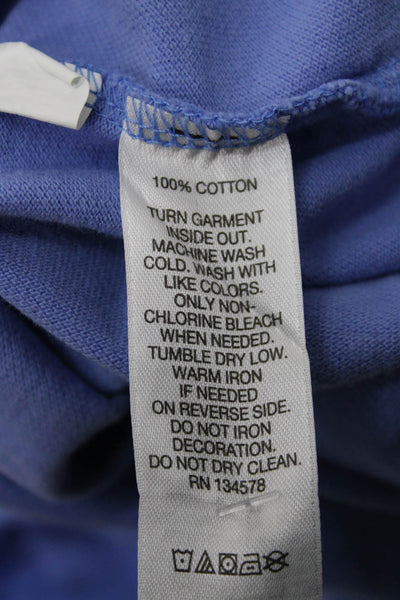 100% COTTON
TURN GARMENT
INSIDE OUT.
MACHINE WASH
COLD. WASH WITH
LIKE COLORS.
ONLY NON-
CHLORINE BLEACH
WHEN NEEDED.
TUMBLE DRY LOW.
WARM IRON
IF NEEDED
ON REVERSE SIDE.
DO NOT IRON
DECORATION.
DO NOT DRY CLEAN.
RN 134578